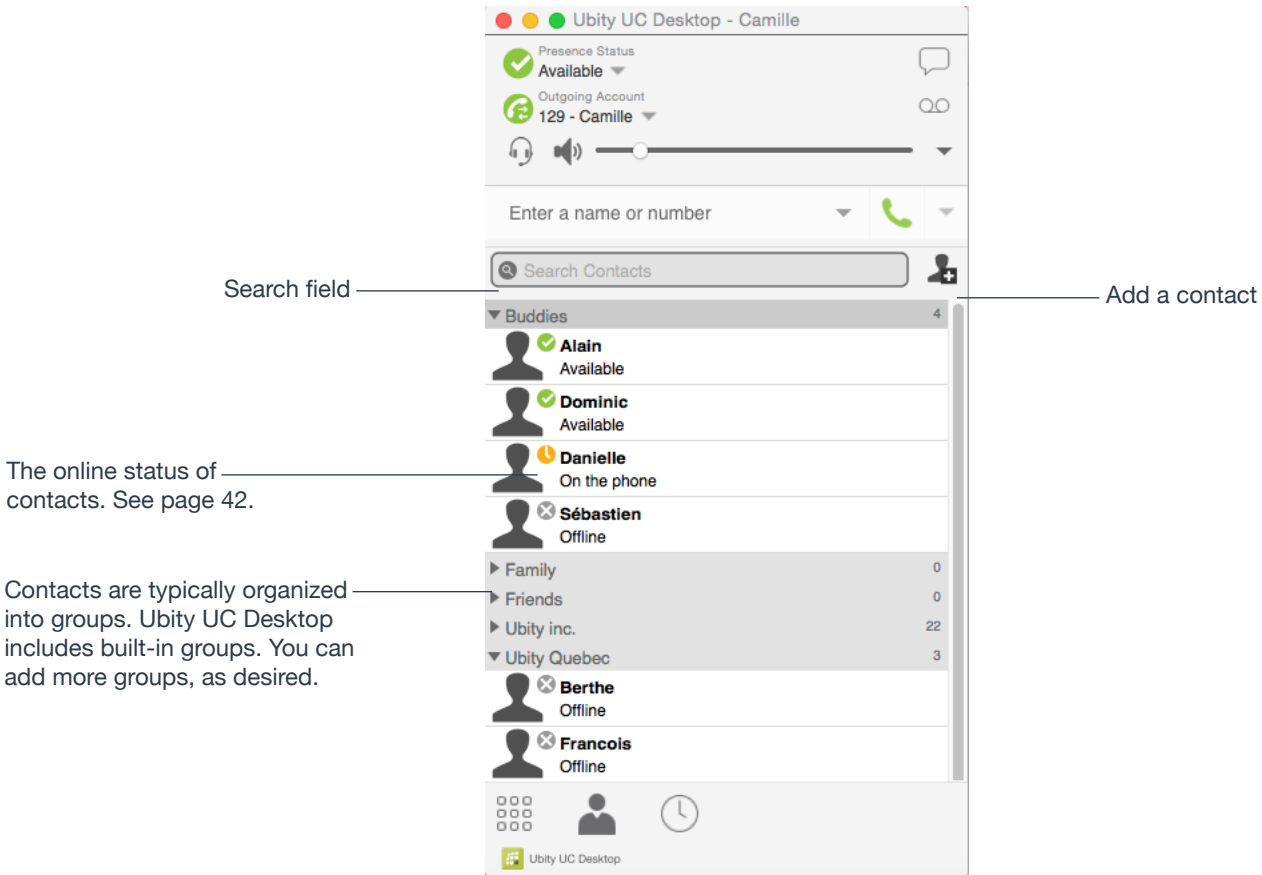 Ubity UC Desktop - Camille
Presence Status
Available
Outgoing Account
129 - Camille
Enter a name or number
Search Contacts
Search field
Add a contact
Buddies 4
Alain
Available
Dominic
Available
Danielle
On the phone
The online status of
contacts. See page 42.
Sébastien
Offline
Family 0
Friends 0
Ubity inc. 22
Ubity Quebec 3
Contacts are typically organized
into groups. Ubity UC Desktop
includes built-in groups. You can
add more groups, as desired.
Berthe
Offline
Francois
Offline
Ubity UC Desktop